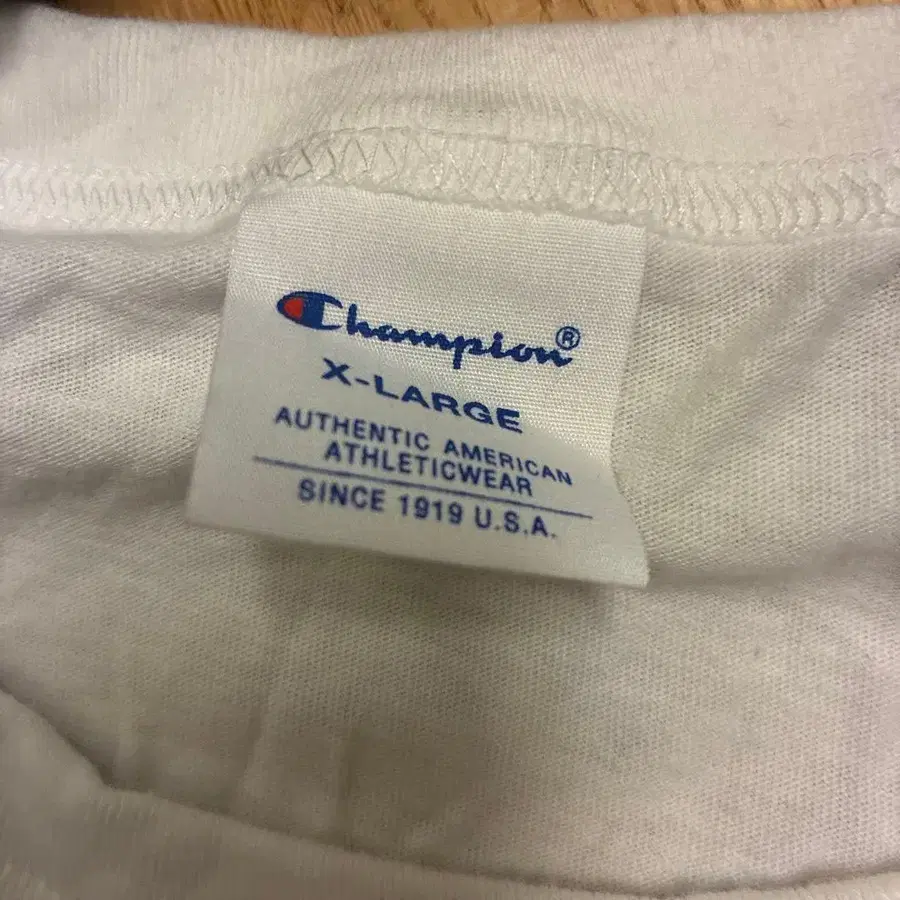 Champion®
X-LARGE
AUTHENTIC AMERICAN
ATHLETICWEAR
SINCE 1919 U.S.A.